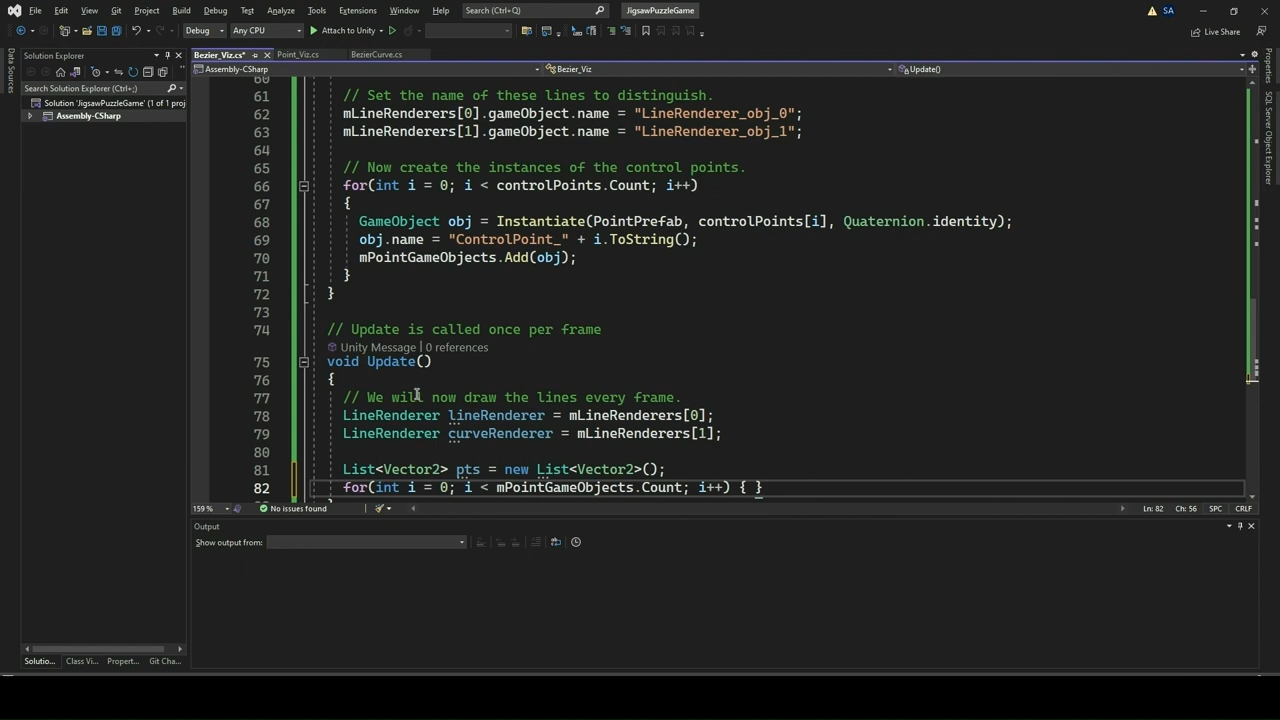 File Edit View Git Project Build Debug Test Analyze Tools Extensions Window Help Search (Ctrl+Q) JigsawPuzzleGame SA
Debug Any CPU Attach to Unity Live Share
Data Sources
Solution Explorer
Search Solution Explorer (Ctrl+;)
Solution 'JigsawPuzzleGame' (1 of 1 proj
Assembly-CSharp
Bezier_Viz.cs* Point_Viz.cs BezierCurve.cs
Assembly-CSharp Bezier_Viz Update()
60
61 // Set the name of these lines to distinguish.
62 mLineRenderers[0].gameObject.name = "LineRenderer_obj_0";
63 mLineRenderers[1].gameObject.name = "LineRenderer_obj_1";
64
65 // Now create the instances of the control points.
66 for(int i = 0; i < controlPoints.Count; i++)
67 {
68 GameObject obj = Instantiate(PointPrefab, controlPoints[i], Quaternion.identity);
69 obj.name = "ControlPoint_" + i.ToString();
70 mPointGameObjects.Add(obj);
71 }
72 }
73
74 // Update is called once per frame
Unity Message | 0 references
75 void Update()
76 {
77 // We will now draw the lines every frame.
78 LineRenderer lineRenderer = mLineRenderers[0];
79 LineRenderer curveRenderer = mLineRenderers[1];
80
81 List<Vector2> pts = new List<Vector2>();
82 for(int i = 0; i < mPointGameObjects.Count; i++) { }
159 % No issues found Ln: 82 Ch: 56 SPC CRLF
Output
Show output from:
Solutio... Class Vi... Propert... Git Cha...
Properties
SQL Server Object Explorer